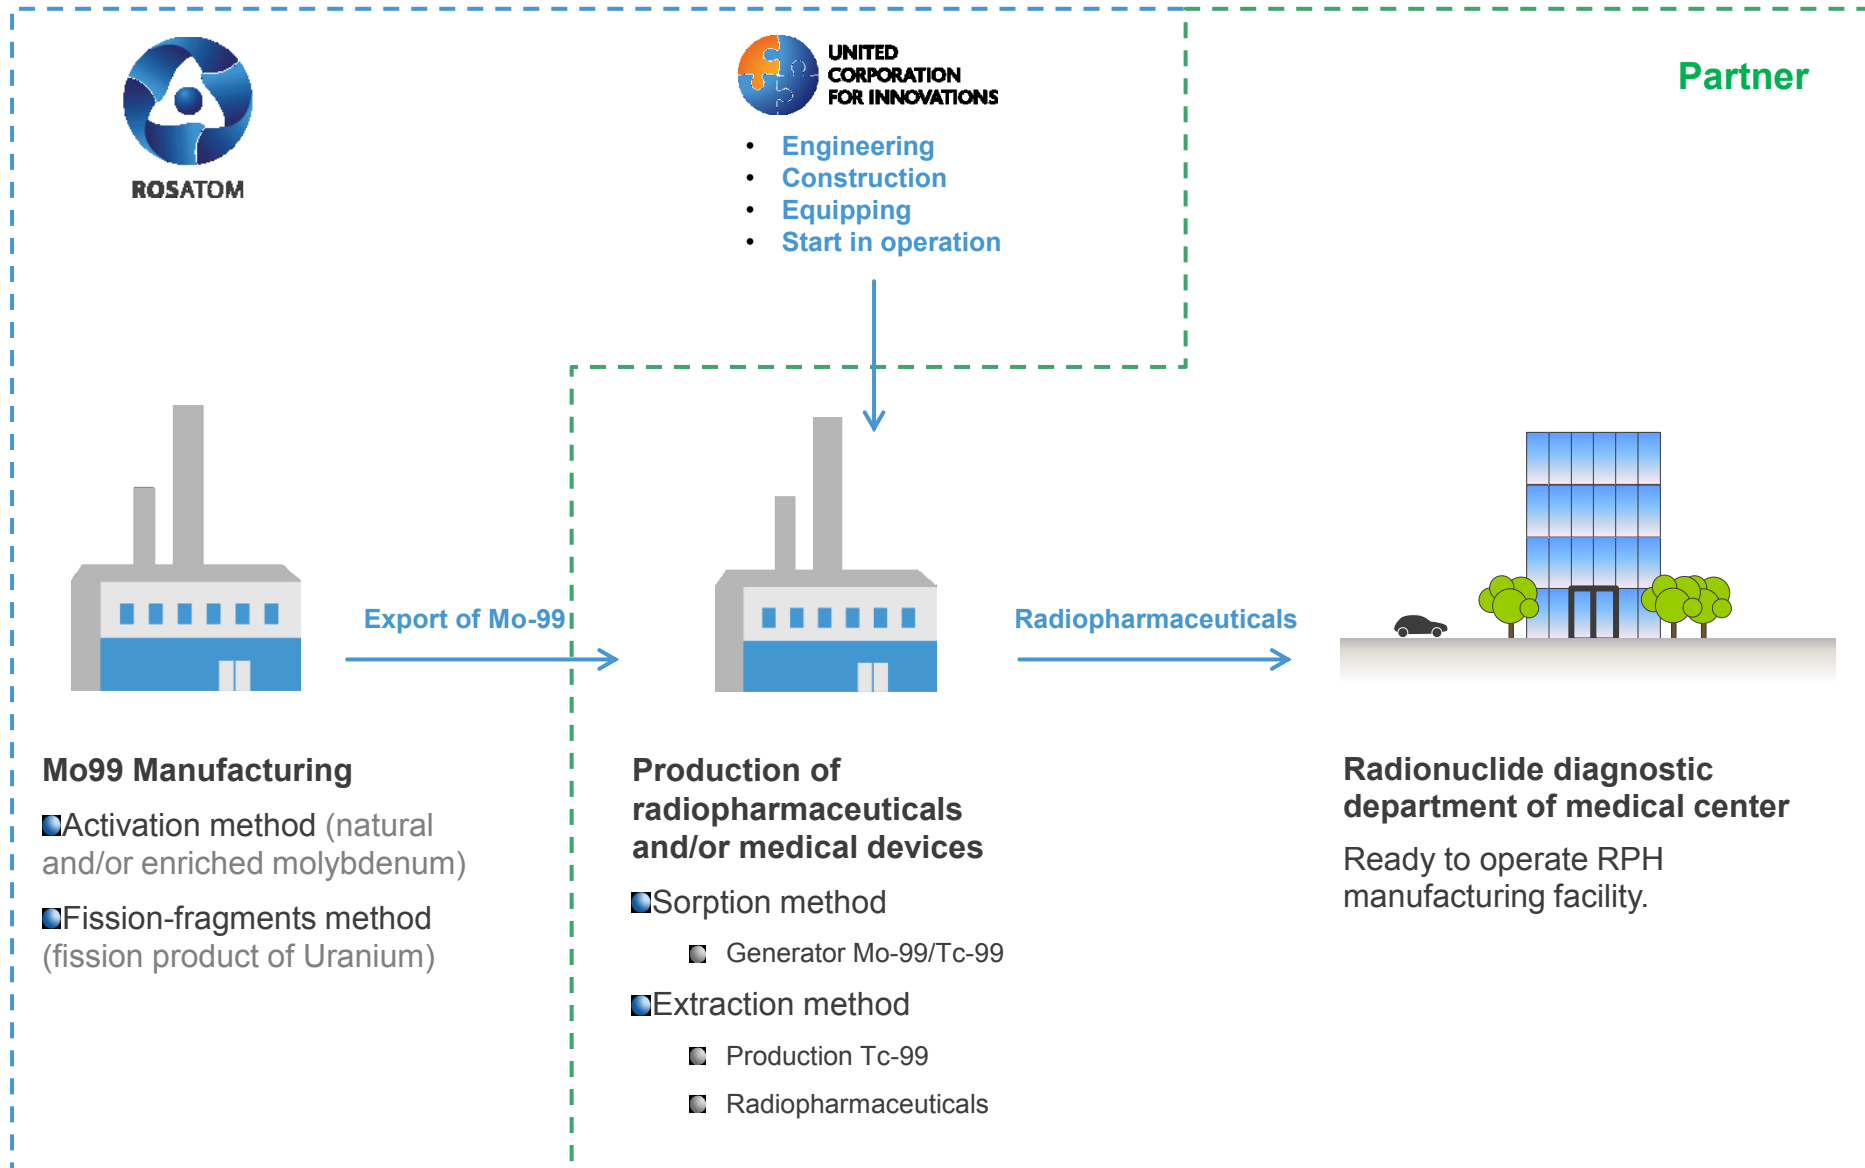 ROSATOM
UNITED
CORPORATION
FOR INNOVATIONS
• Engineering
• Construction
• Equipping
• Start in operation
Partner
Export of Mo-99
Radiopharmaceuticals
Mo99 Manufacturing
Activation method (natural
and/or enriched molybdenum)
Fission-fragments method
(fission product of Uranium)
Production of
radiopharmaceuticals
and/or medical devices
Sorption method
Generator Mo-99/Tc-99
Extraction method
Production Tc-99
Radiopharmaceuticals
Radionuclide diagnostic
department of medical center
Ready to operate RPH
manufacturing facility.